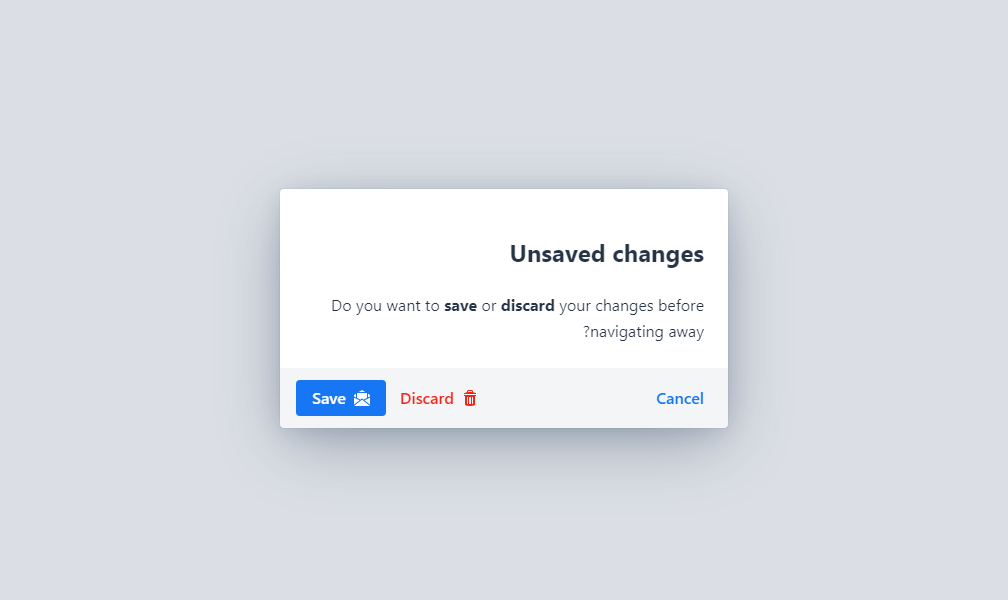 Unsaved changes
Do you want to save or discard your changes before
?navigating away
Save
Discard
Cancel